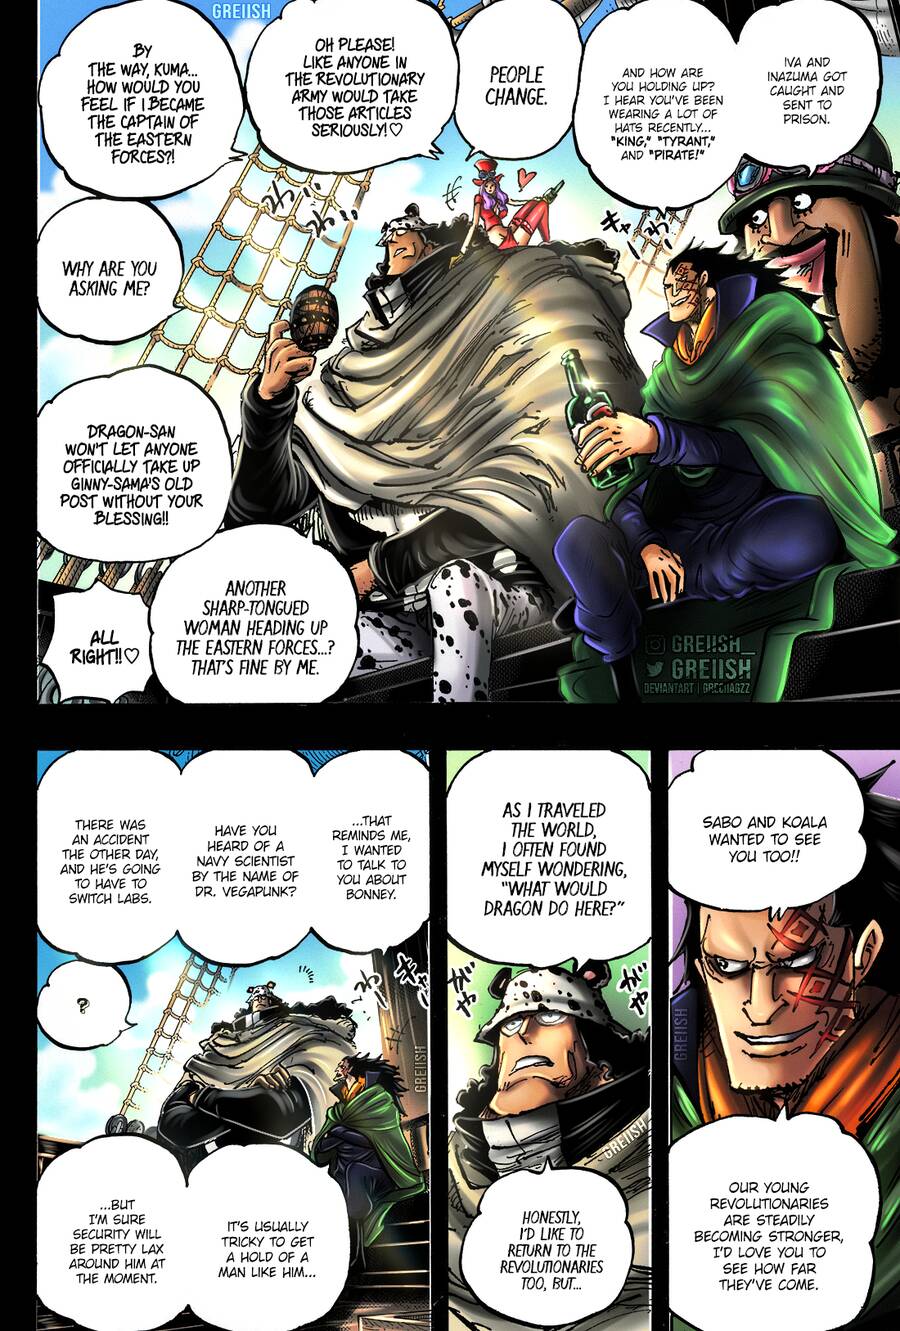 GREIISH
IVA AND
INAZUMA GOT
CAUGHT AND
SENT TO
PRISON.
AND HOW ARE
YOU HOLDING UP?
I HEAR YOU'VE BEEN
WEARING A LOT OF
HATS RECENTLY...
"KING," "TYRANT,"
AND "PIRATE!"
PEOPLE
CHANGE.
OH PLEASE!
LIKE ANYONE IN
THE REVOLUTIONARY
ARMY WOULD TAKE
THOSE ARTICLES
SERIOUSLY!♡
BY
THE WAY, KUMA...
HOW WOULD YOU
FEEL IF I BECAME
THE CAPTAIN OF
THE EASTERN
FORCES?!
WHY ARE YOU
ASKING ME?
DRAGON-SAN
WON'T LET ANYONE
OFFICIALLY TAKE UP
GINNY-SAMA'S OLD
POST WITHOUT YOUR
BLESSING!!
ANOTHER
SHARP-TONGUED
WOMAN HEADING UP
THE EASTERN FORCES...?
THAT'S FINE BY ME.
ALL
RIGHT!!♡
GREIISH_
GREIISH
DEVIANTART | GRECHAGZZ
SABO AND KOALA
WANTED TO SEE
YOU TOO!!
GREIISH
OUR YOUNG
REVOLUTIONARIES
ARE STEADILY
BECOMING STRONGER,
I'D LOVE YOU TO
SEE HOW FAR
THEY'VE COME.
AS I TRAVELED
THE WORLD,
I OFTEN FOUND
MYSELF WONDERING,
"WHAT WOULD
DRAGON DO HERE?"
GREIISH
HONESTLY,
I'D LIKE TO
RETURN TO THE
REVOLUTIONARIES
TOO, BUT...
...THAT
REMINDS ME,
I WANTED
TO TALK TO
YOU ABOUT
BONNEY.
HAVE YOU
HEARD OF A
NAVY SCIENTIST
BY THE NAME OF
DR. VEGAPUNK?
THERE WAS
AN ACCIDENT
THE OTHER DAY,
AND HE'S GOING
TO HAVE TO
SWITCH LABS.
?
GREIISH
IT'S USUALLY
TRICKY TO GET
A HOLD OF A
MAN LIKE HIM...
...BUT
I'M SURE
SECURITY WILL
BE PRETTY LAX
AROUND HIM AT
THE MOMENT.